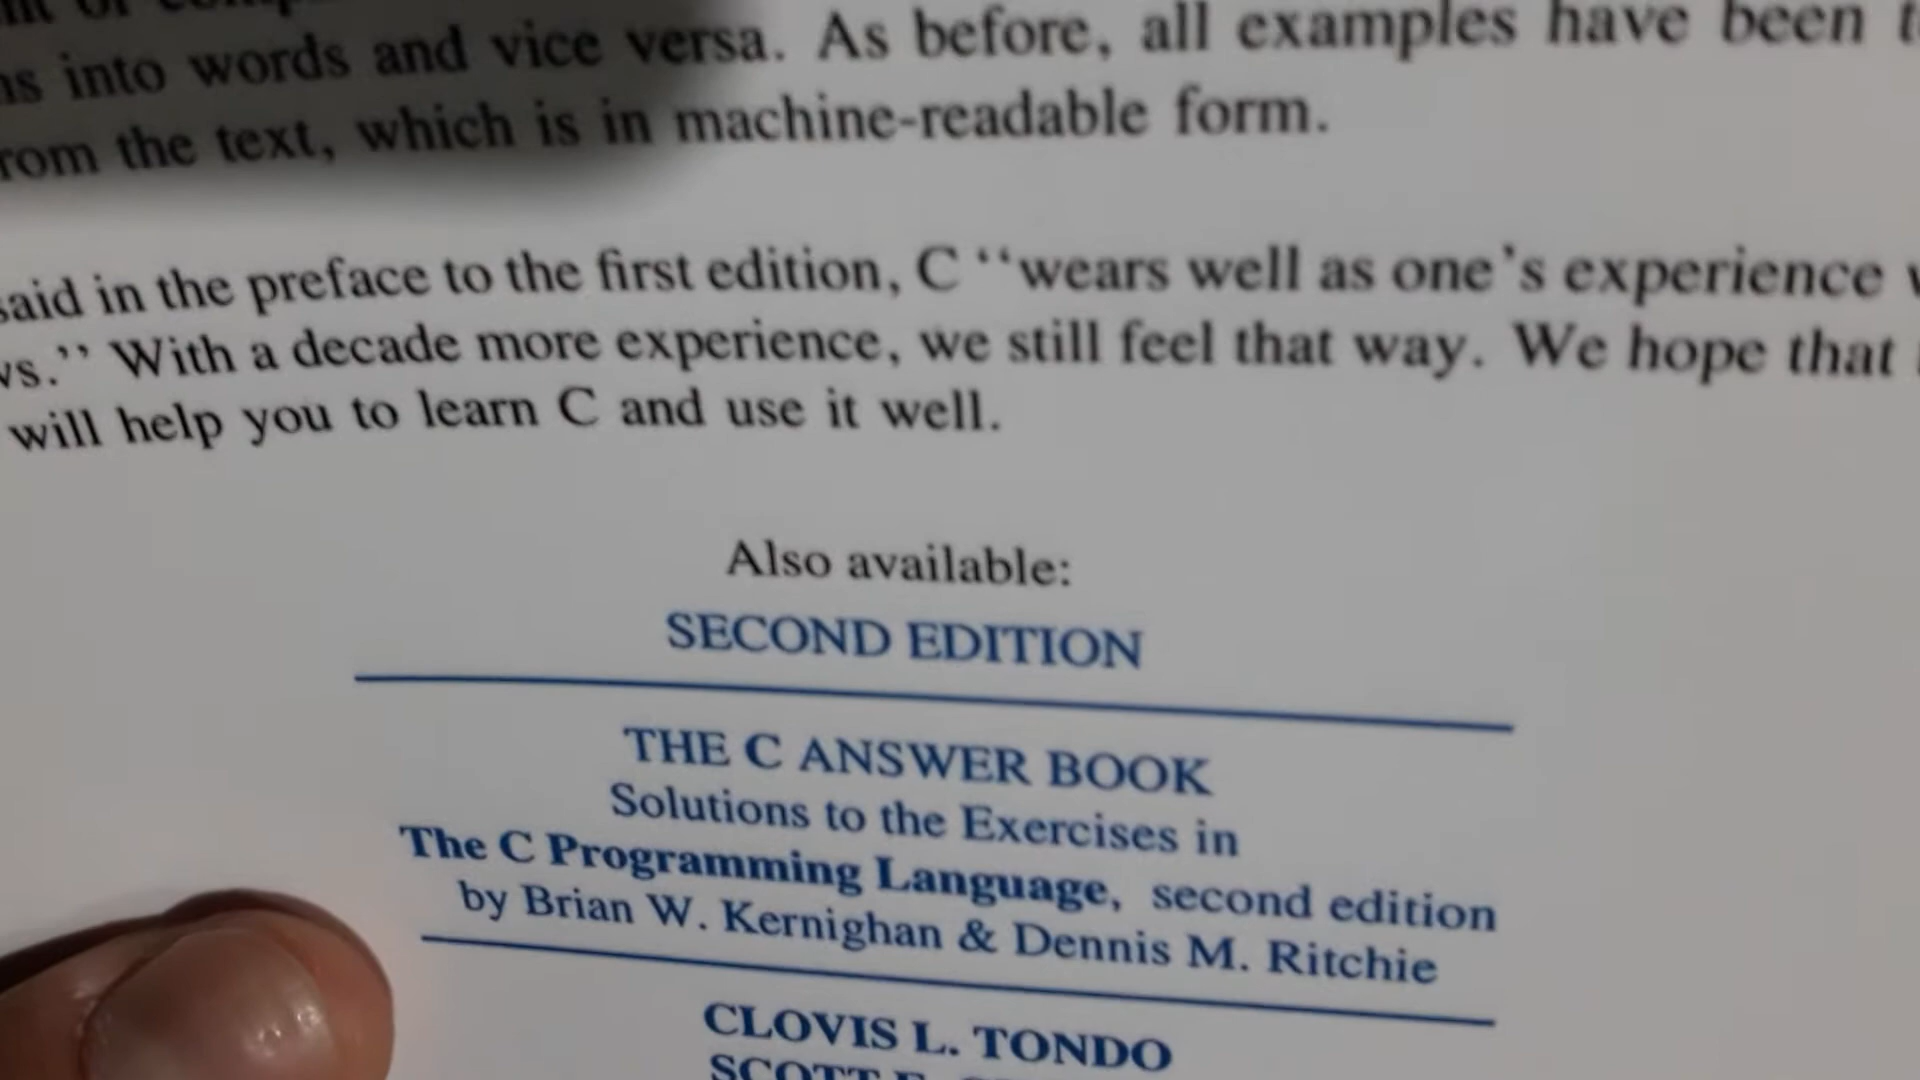 into words and vice versa. As before, all examples have been
the text, which is in machine-readable form.
said in the preface to the first edition, C ‘‘wears well as one’s experience
With a decade more experience, we still feel that way. We hope that
will help you to learn C and use it well.
Also available:
SECOND EDITION
THE C ANSWER BOOK
Solutions to the Exercises in
The C Programming Language, second edition
by Brian W. Kernighan & Dennis M. Ritchie
CLOVIS L. TONDO
SCOTT